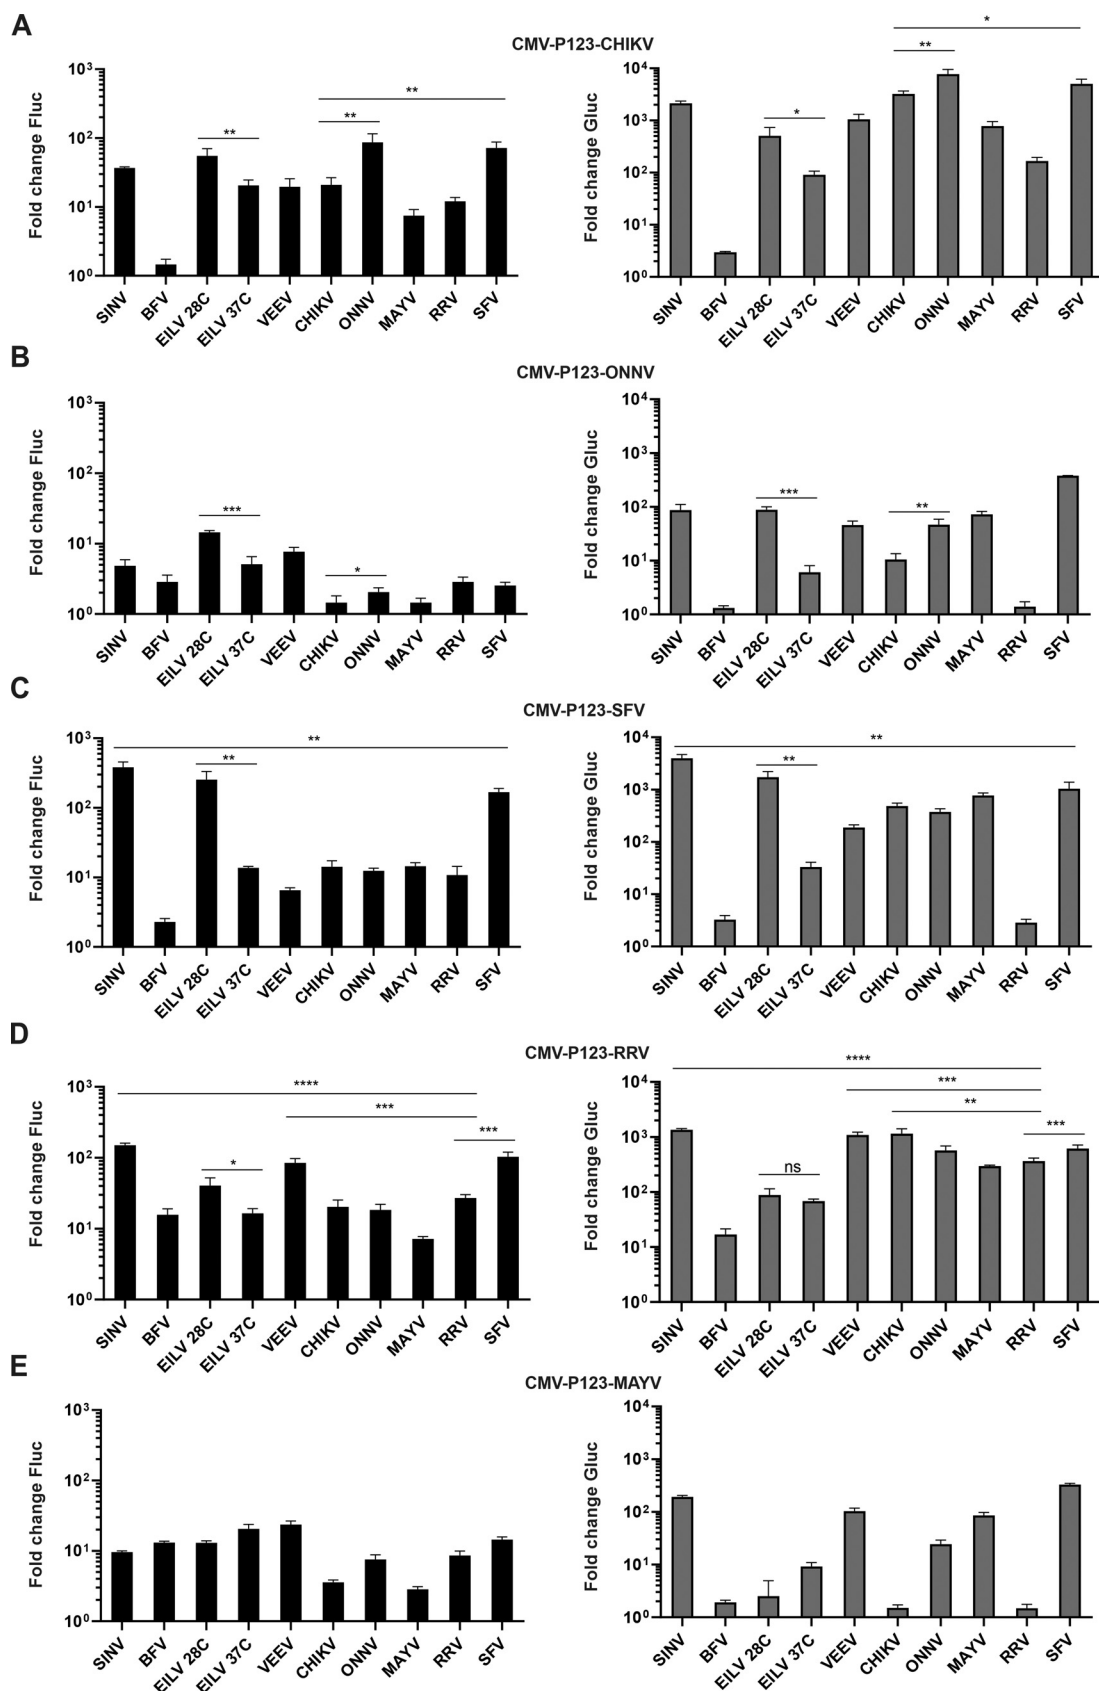 A
CMV-P123-CHIKV
Fold change Fluc
10³
10²
10¹
10⁰
**
**
**
SINV
BFV
EILV 28C
EILV 37C
VEEV
CHIKV
ONNV
MAYV
RRV
SFV
Fold change Gluc
10⁴
10³
10²
10¹
10⁰
*
**
*
SINV
BFV
EILV 28C
EILV 37C
VEEV
CHIKV
ONNV
MAYV
RRV
SFV
B
CMV-P123-ONNV
Fold change Fluc
10³
10²
10¹
10⁰
***
*
SINV
BFV
EILV 28C
EILV 37C
VEEV
CHIKV
ONNV
MAYV
RRV
SFV
Fold change Gluc
10⁴
10³
10²
10¹
10⁰
***
**
SINV
BFV
EILV 28C
EILV 37C
VEEV
CHIKV
ONNV
MAYV
RRV
SFV
C
CMV-P123-SFV
Fold change Fluc
10³
10²
10¹
10⁰
**
**
SINV
BFV
EILV 28C
EILV 37C
VEEV
CHIKV
ONNV
MAYV
RRV
SFV
Fold change Gluc
10⁴
10³
10²
10¹
10⁰
**
**
SINV
BFV
EILV 28C
EILV 37C
VEEV
CHIKV
ONNV
MAYV
RRV
SFV
D
CMV-P123-RRV
Fold change Fluc
10³
10²
10¹
10⁰
****
***
***
*
SINV
BFV
EILV 28C
EILV 37C
VEEV
CHIKV
ONNV
MAYV
RRV
SFV
Fold change Gluc
10⁴
10³
10²
10¹
10⁰
****
***
**
***
ns
SINV
BFV
EILV 28C
EILV 37C
VEEV
CHIKV
ONNV
MAYV
RRV
SFV
E
CMV-P123-MAYV
Fold change Fluc
10³
10²
10¹
10⁰
SINV
BFV
EILV 28C
EILV 37C
VEEV
CHIKV
ONNV
MAYV
RRV
SFV
Fold change Gluc
10⁴
10³
10²
10¹
10⁰
SINV
BFV
EILV 28C
EILV 37C
VEEV
CHIKV
ONNV
MAYV
RRV
SFV